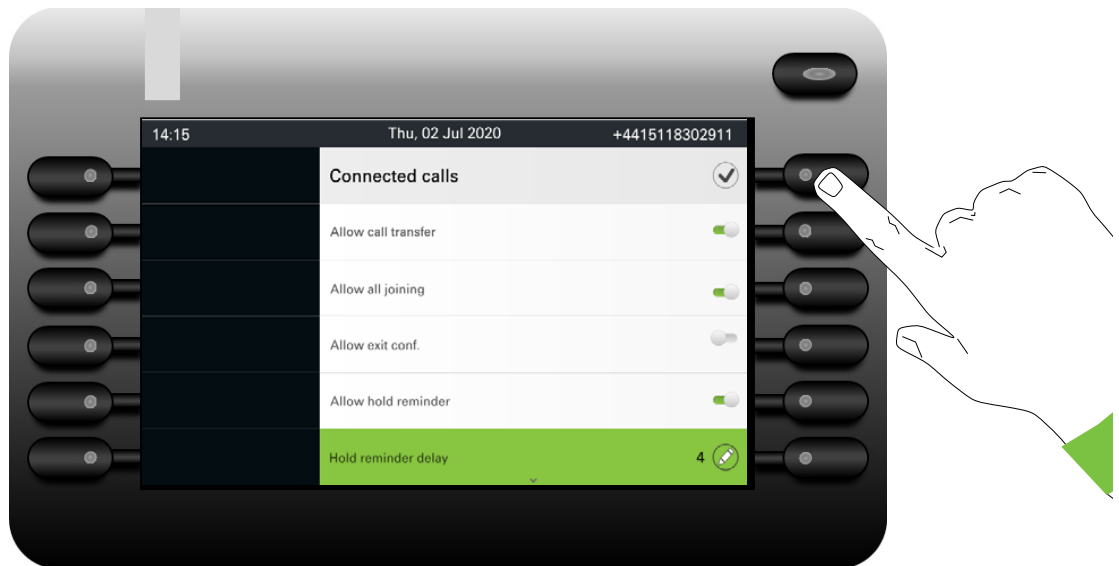 14:15 Thu, 02 Jul 2020 +4415118302911
Connected calls
Allow call transfer
Allow all joining
Allow exit conf.
Allow hold reminder
Hold reminder delay 4